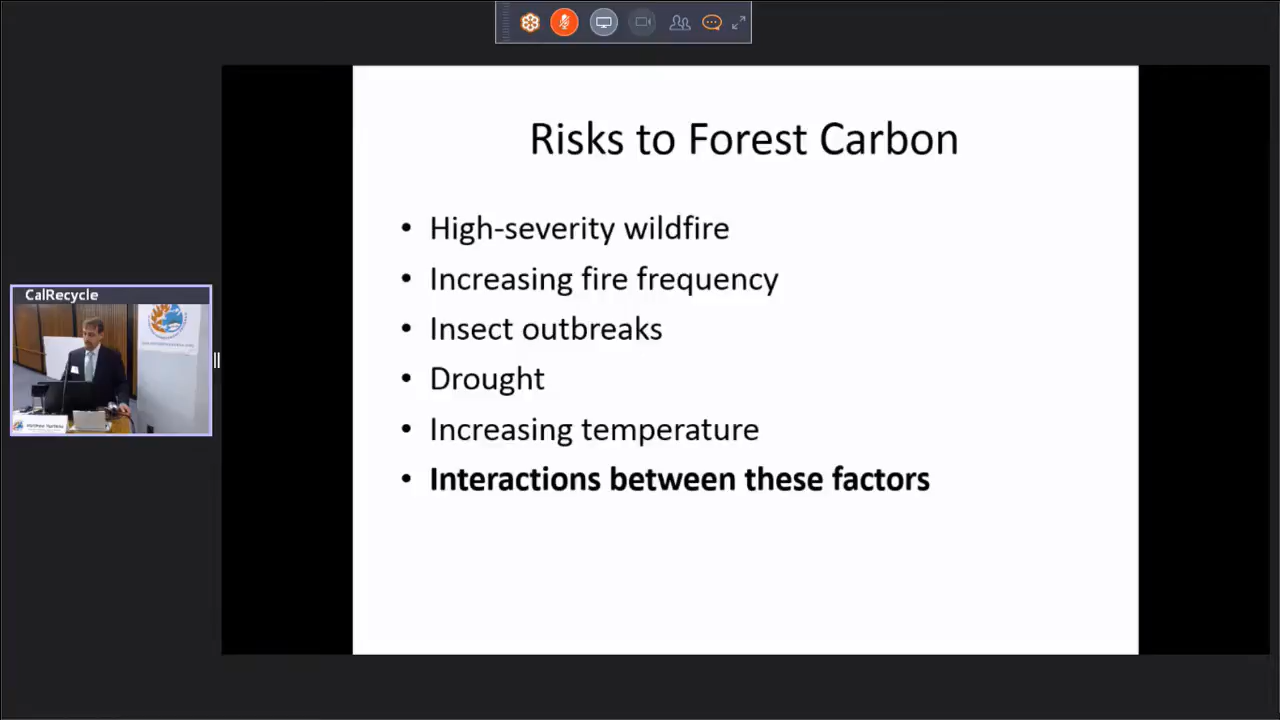 Risks to Forest Carbon
• High-severity wildfire
• Increasing fire frequency
• Insect outbreaks
• Drought
• Increasing temperature
• Interactions between these factors
CalRecycle